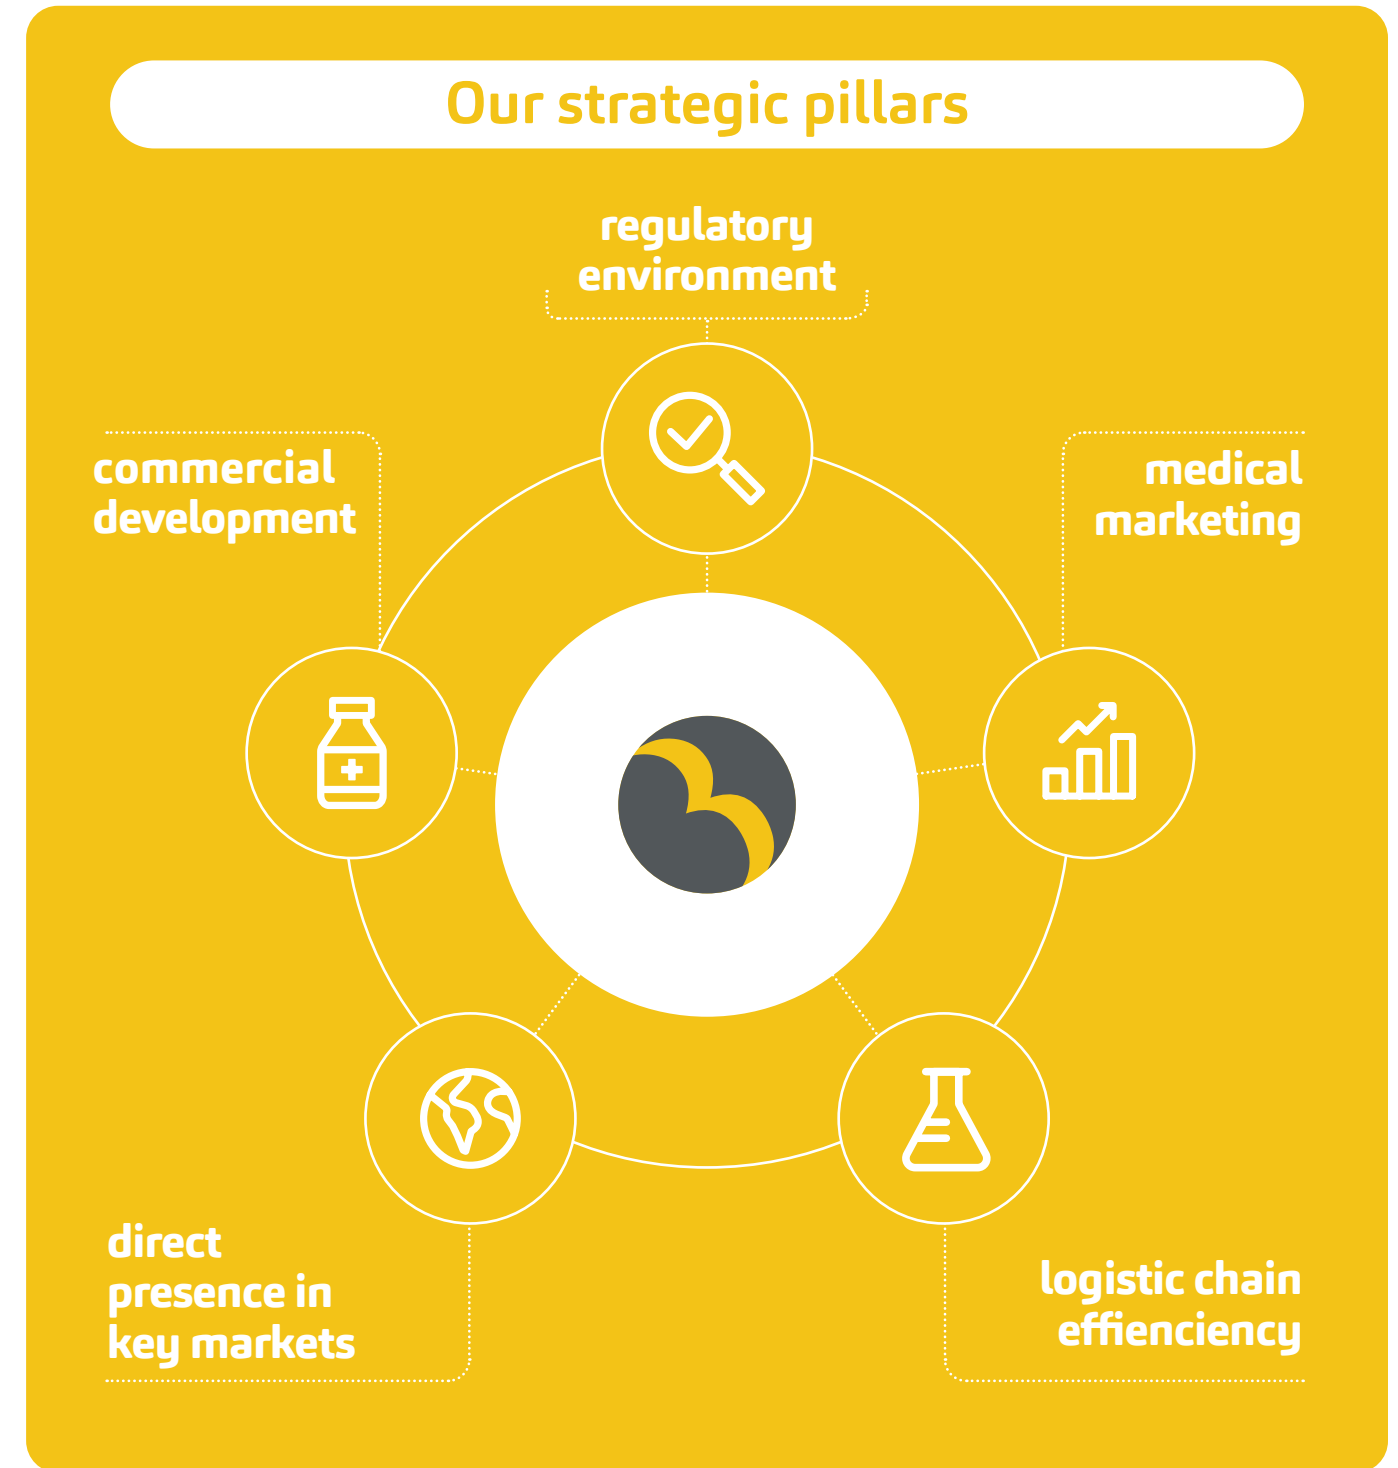 Our strategic pillars
regulatory
environment
commercial
development
medical
marketing
direct
presence in
key markets
logistic chain
effienciency